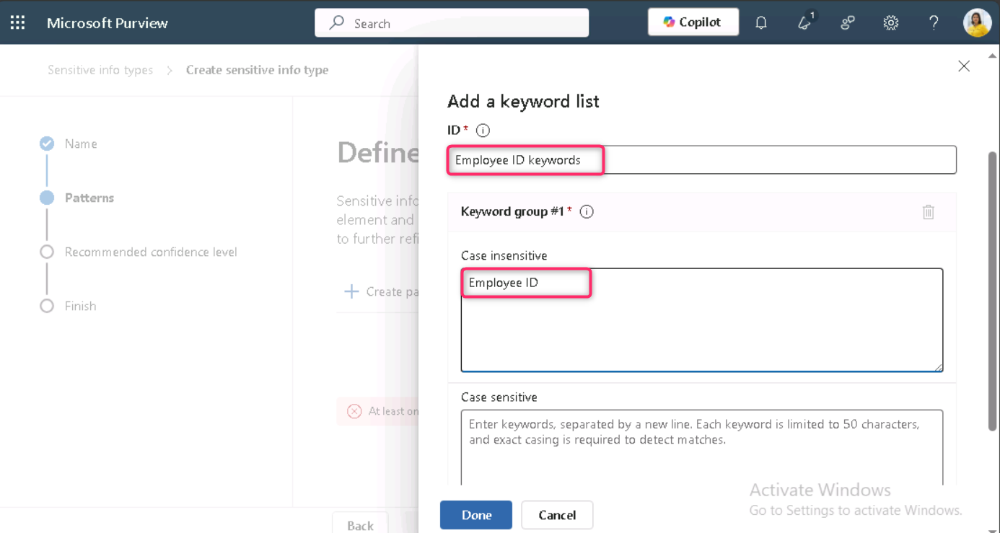 Microsoft Purview
Search
Copilot
1
?
Sensitive info types > Create sensitive info type
Name
Patterns
Recommended confidence level
Finish
Define
Sensitive info
element and
to further refi
+ Create pa
At least on
Back
Add a keyword list
ID *
Employee ID keywords
Keyword group #1 *
Case insensitive
Employee ID
Case sensitive
Enter keywords, separated by a new line. Each keyword is limited to 50 characters,
and exact casing is required to detect matches.
Done
Cancel
Activate Windows
Go to Settings to activate Windows.